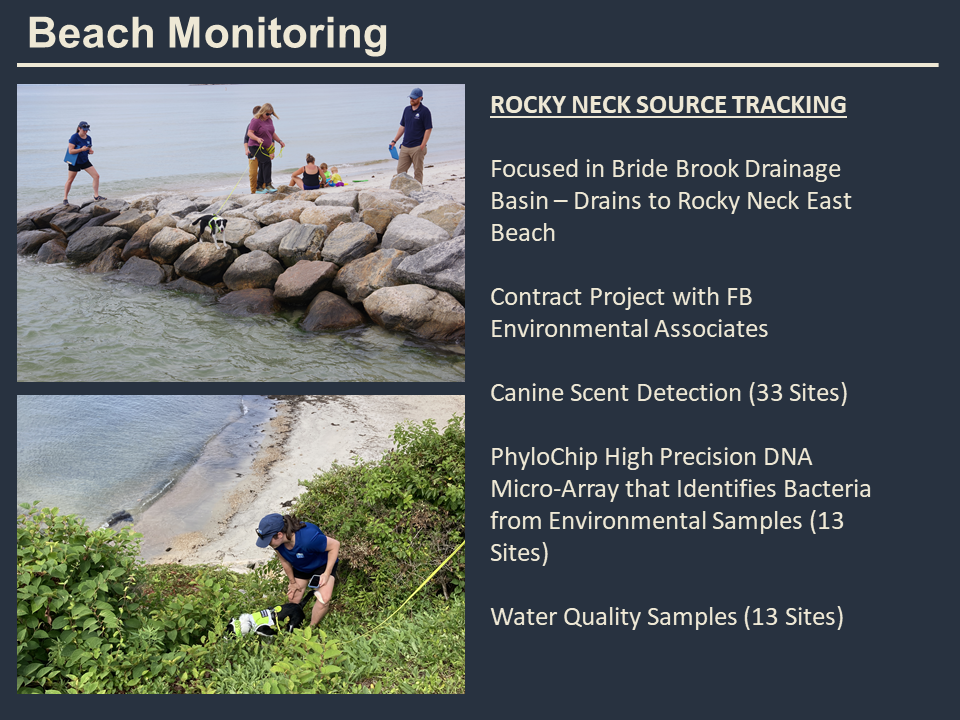 Beach Monitoring
ROCKY NECK SOURCE TRACKING
Focused in Bride Brook Drainage
Basin – Drains to Rocky Neck East
Beach
Contract Project with FB
Environmental Associates
Canine Scent Detection (33 Sites)
PhyloChip High Precision DNA
Micro-Array that Identifies Bacteria
from Environmental Samples (13
Sites)
Water Quality Samples (13 Sites)